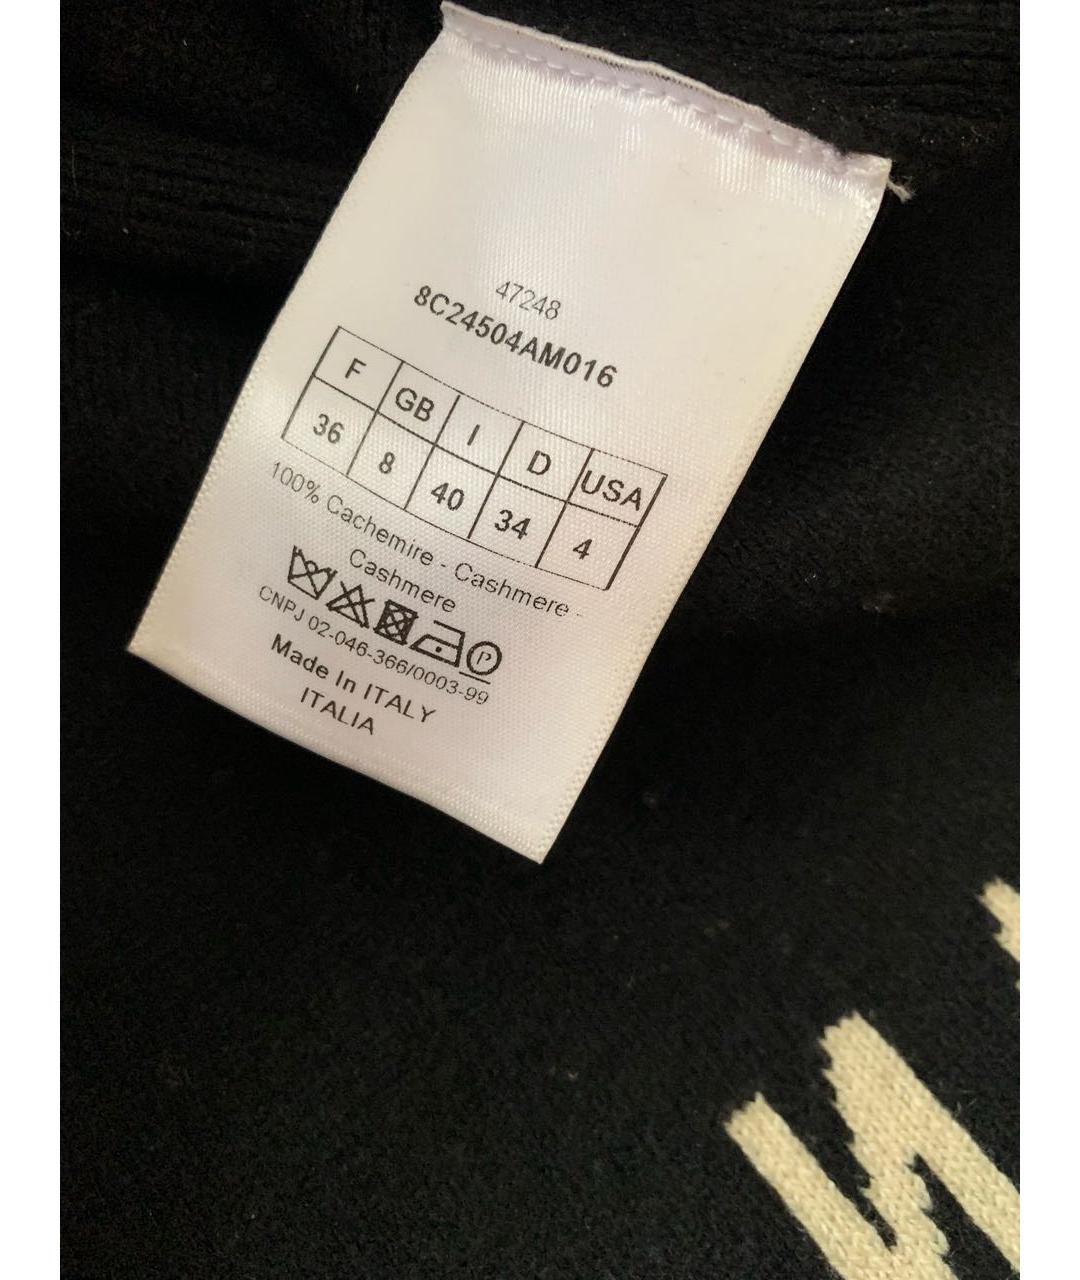 47248
8C24504AM016
F GB I D USA
36 8 40 34 4
100% Cachemire - Cashmere -
Cashmere
P
CNPJ 02-046-366/0003-99
Made In ITALY
ITALIA